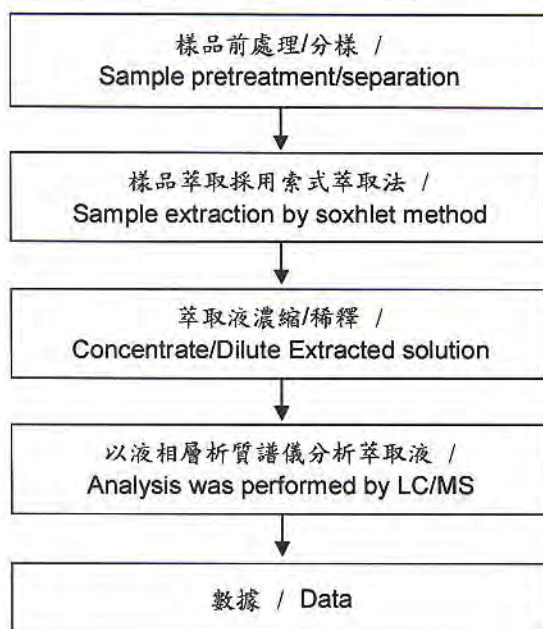 樣品前處理/分樣 /
Sample pretreatment/separation
樣品萃取採用索式萃取法 /
Sample extraction by soxhlet method
萃取液濃縮/稀釋 /
Concentrate/Dilute Extracted solution
以液相層析質譜儀分析萃取液 /
Analysis was performed by LC/MS
數據 / Data